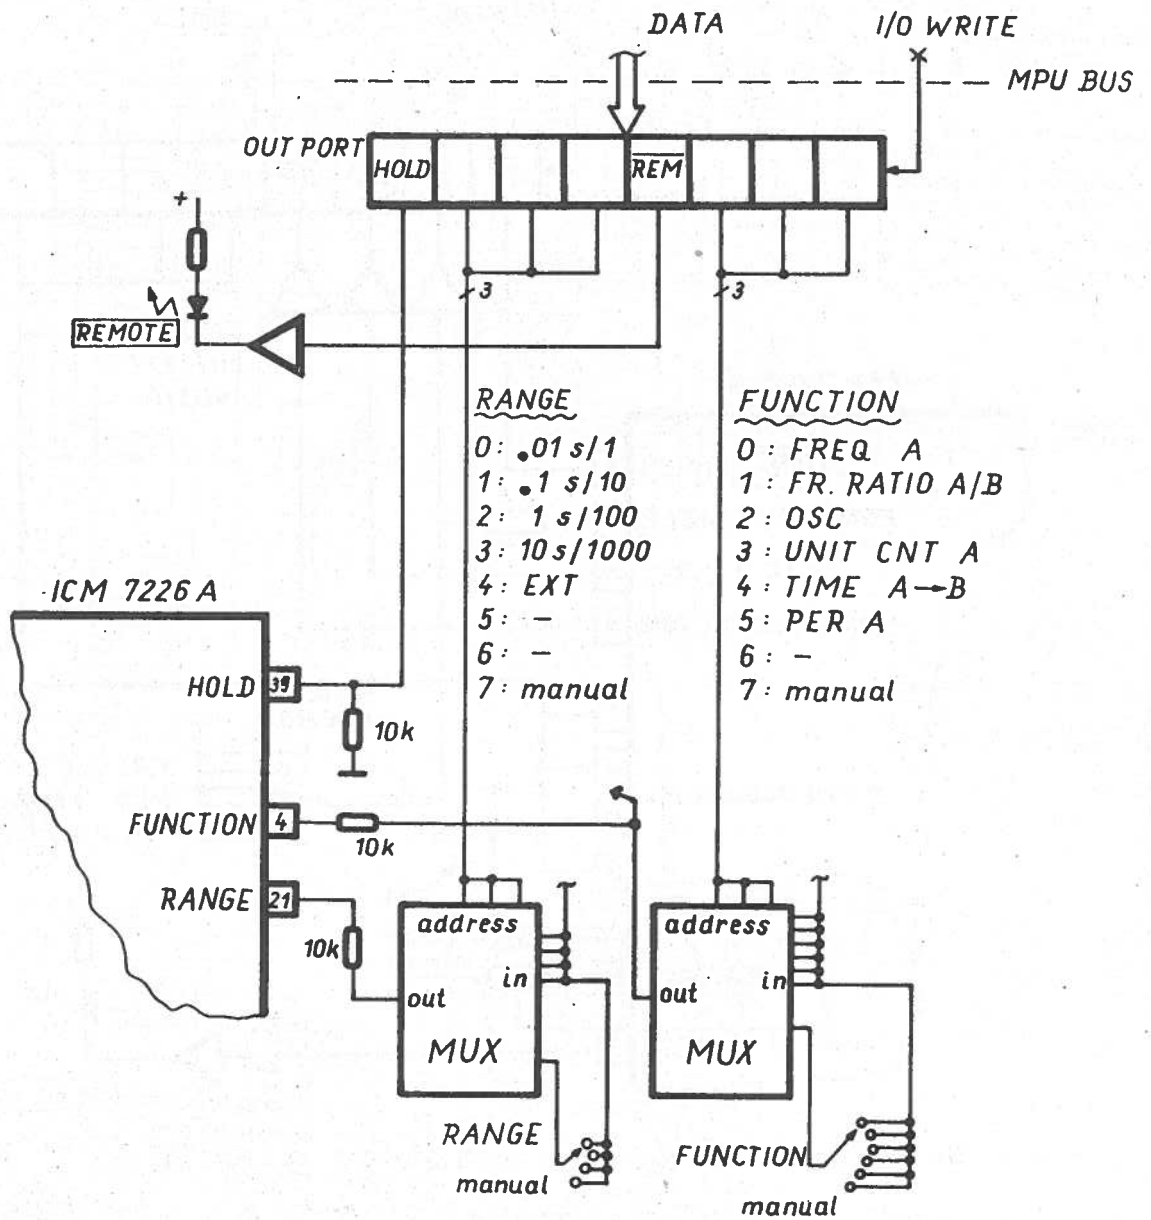 DATA
I/O WRITE
MPU BUS
OUT PORT
HOLD
REM
+
3
3
REMOTE
RANGE
0: .01 s/1
1: .1 s/10
2: 1 s/100
3: 10 s/1000
4: EXT
5: –
6: –
7: manual
FUNCTION
0: FREQ A
1: FR. RATIO A/B
2: OSC
3: UNIT CNT A
4: TIME A→B
5: PER A
6: –
7: manual
ICM 7226 A
HOLD
39
10k
FUNCTION
4
10k
RANGE
21
10k
address
in
out
MUX
address
in
out
MUX
RANGE
manual
FUNCTION
manual